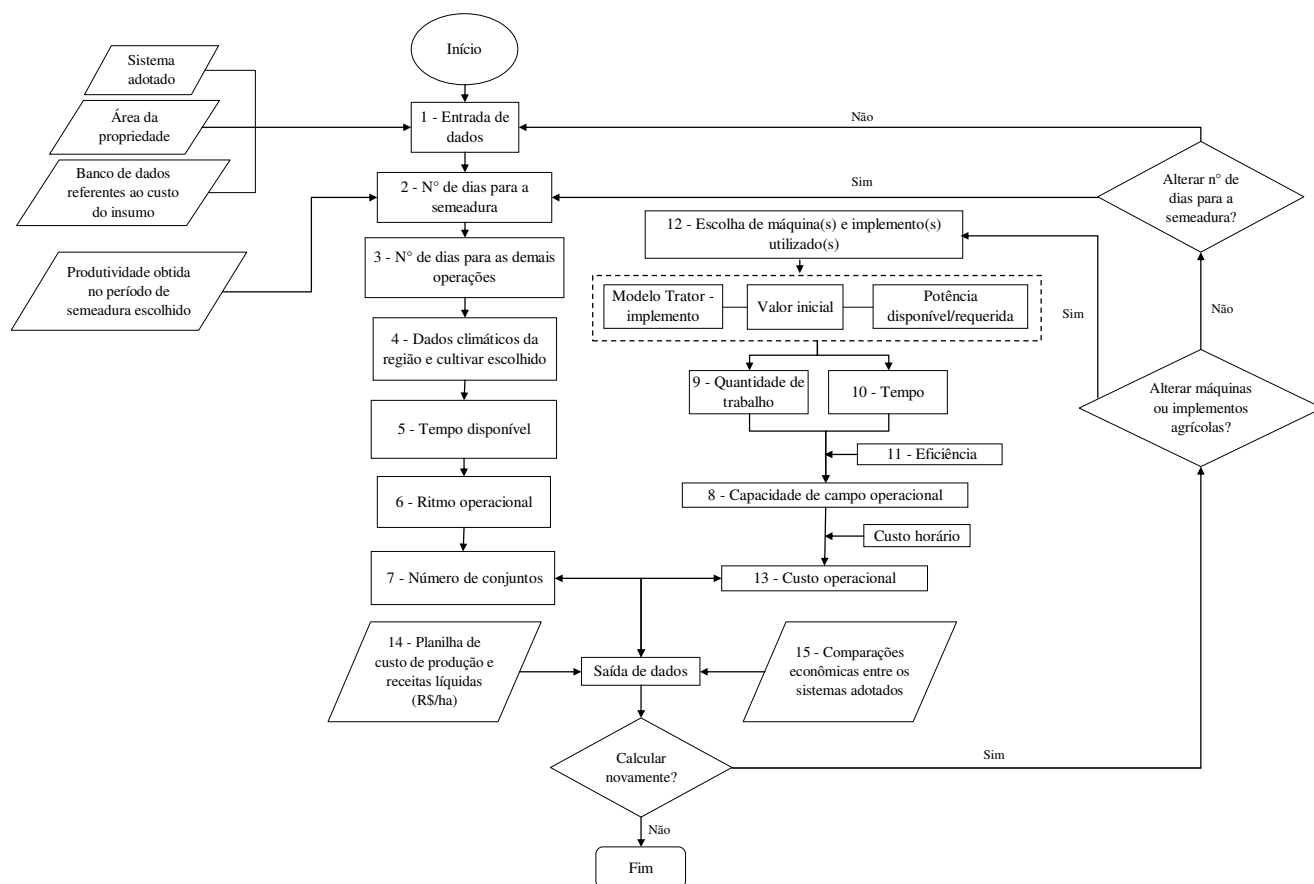 Início
Sistema
adotado
Área da
propriedade
Banco de dados
referentes ao custo
do insumo
Produtividade obtida
no período de
semeadura escolhido
1 - Entrada de
dados
2 - N° de dias para a
semeadura
3 - N° de dias para as demais
operações
4 - Dados climáticos da
região e cultivar escolhido
5 - Tempo disponível
6 - Ritmo operacional
7 - Número de conjuntos
Não
Sim
Alterar n° de
dias para a
semeadura?
12 - Escolha de máquina(s) e implemento(s)
utilizado(s)
Modelo Trator -
implemento
Valor inicial
Potência
disponível/requerida
Sim
Não
9 - Quantidade de
trabalho
10 - Tempo
Alterar máquinas
ou implementos
agrícolas?
11 - Eficiência
8 - Capacidade de campo operacional
Custo horário
13 - Custo operacional
14 - Planilha de
custo de produção e
receitas líquidas
(R$/ha)
Saída de dados
15 - Comparações
econômicas entre os
sistemas adotados
Calcular
novamente?
Sim
Não
Fim